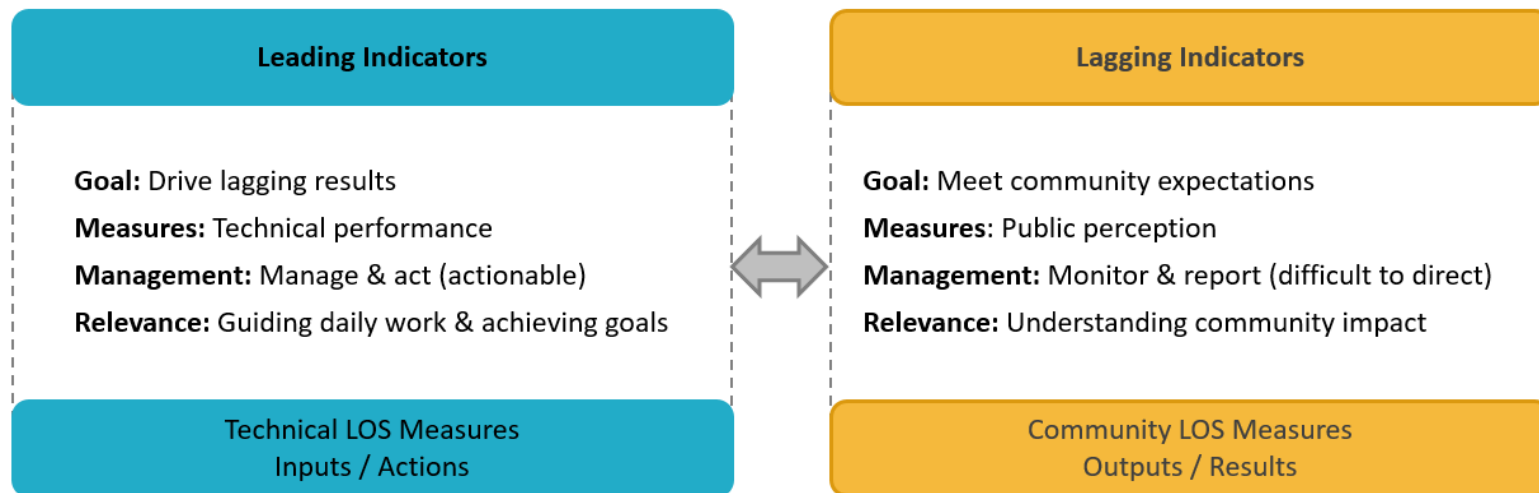 Leading Indicators
Goal: Drive lagging results
Measures: Technical performance
Management: Manage & act (actionable)
Relevance: Guiding daily work & achieving goals
Technical LOS Measures
Inputs / Actions
Lagging Indicators
Goal: Meet community expectations
Measures: Public perception
Management: Monitor & report (difficult to direct)
Relevance: Understanding community impact
Community LOS Measures
Outputs / Results